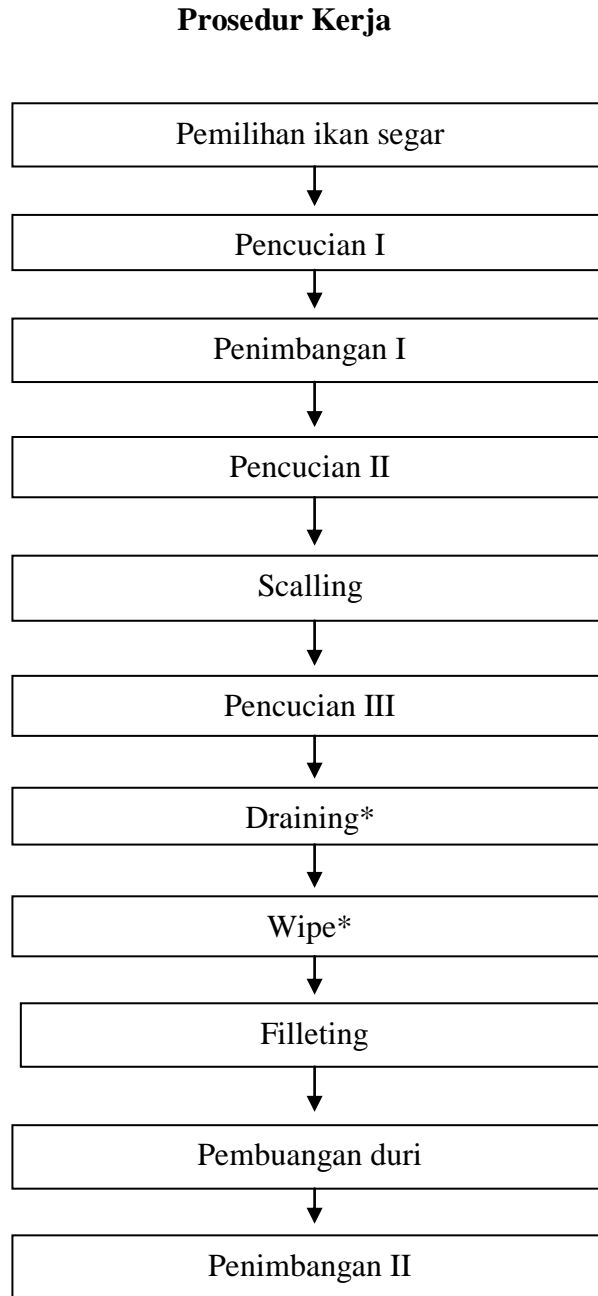 Prosedur Kerja
Pemilihan ikan segar
Pencucian I
Penimbangan I
Pencucian II
Scalling
Pencucian III
Draining*
Wipe*
Filleting
Pembuangan duri
Penimbangan II